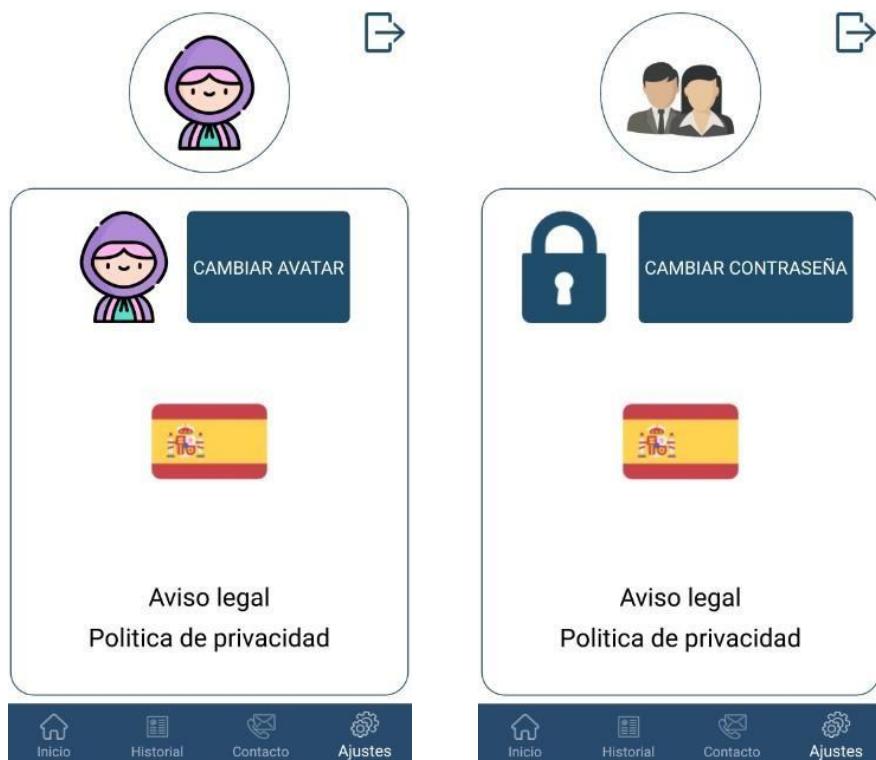 CAMBIAR AVATAR
Aviso legal
Politica de privacidad
Inicio Historial Contacto Ajustes
CAMBIAR CONTRASEÑA
Aviso legal
Politica de privacidad
Inicio Historial Contacto Ajustes